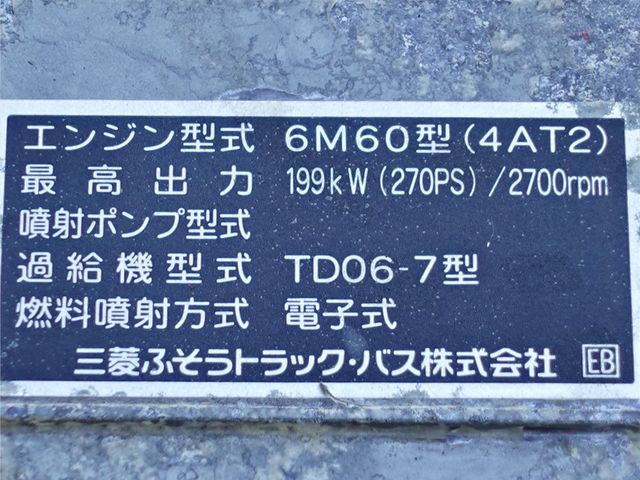 エンジン型式 6M60型(4AT2)
最高出力 199kW(270PS)/2700rpm
噴射ポンプ型式
過給機型式 TD06-7型
燃料噴射方式 電子式
三菱ふそうトラック・バス株式会社 EB